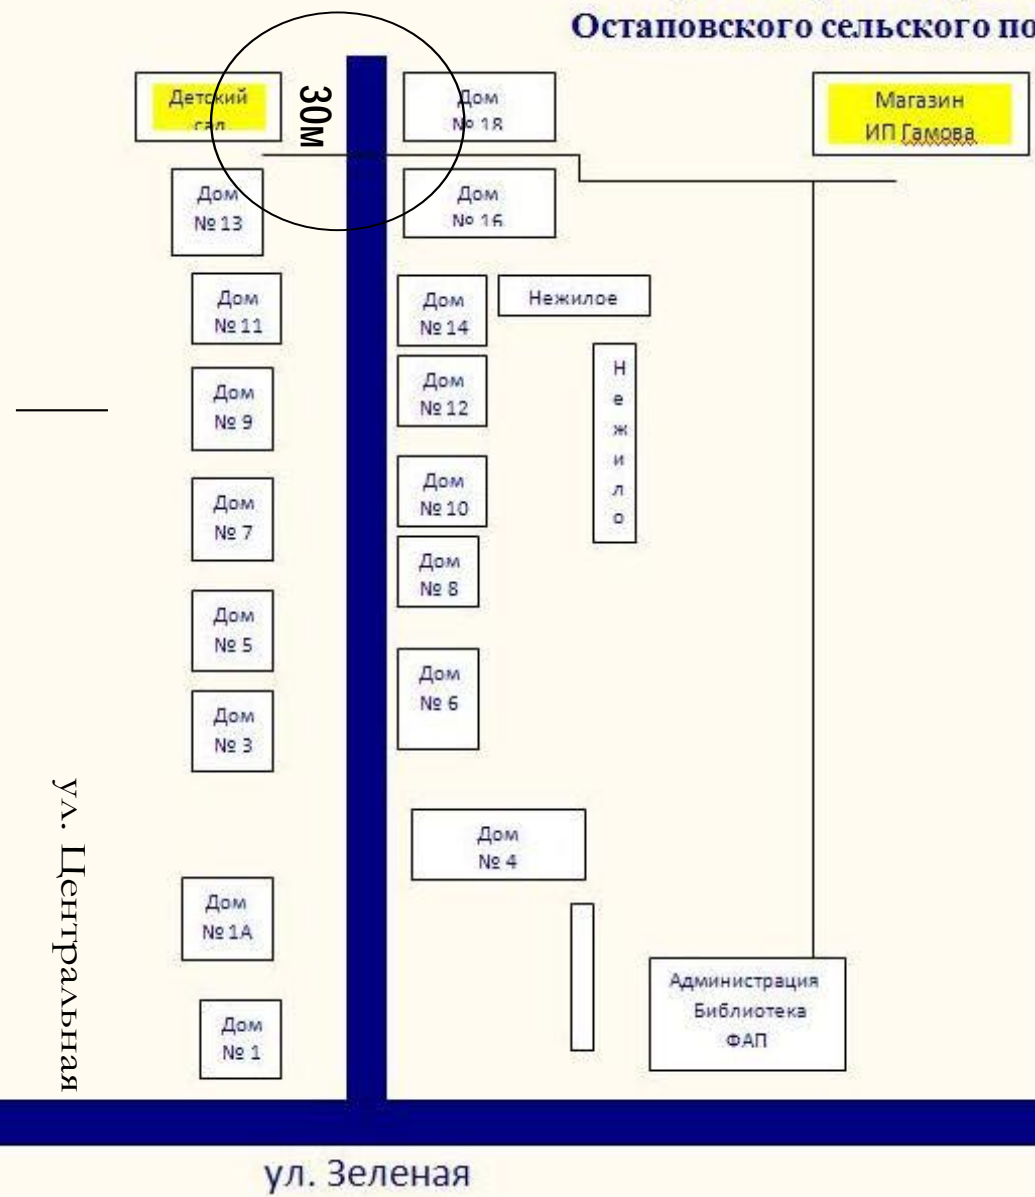 Остаповского сельского по
Детский
сад
30м
Дом
№ 18
Магазин
ИП Гамова
Дом
№ 13
Дом
№ 16
Дом
№ 11
Дом
№ 14
Нежилое
Дом
№ 9
Дом
№ 12
Н
е
ж
и
л
о
Дом
№ 7
Дом
№ 10
Дом
№ 8
Дом
№ 5
Дом
№ 6
Дом
№ 3
ул. Центральная
Дом
№ 4
Дом
№ 1А
Администрация
Библиотека
ФАП
Дом
№ 1
ул. Зеленая